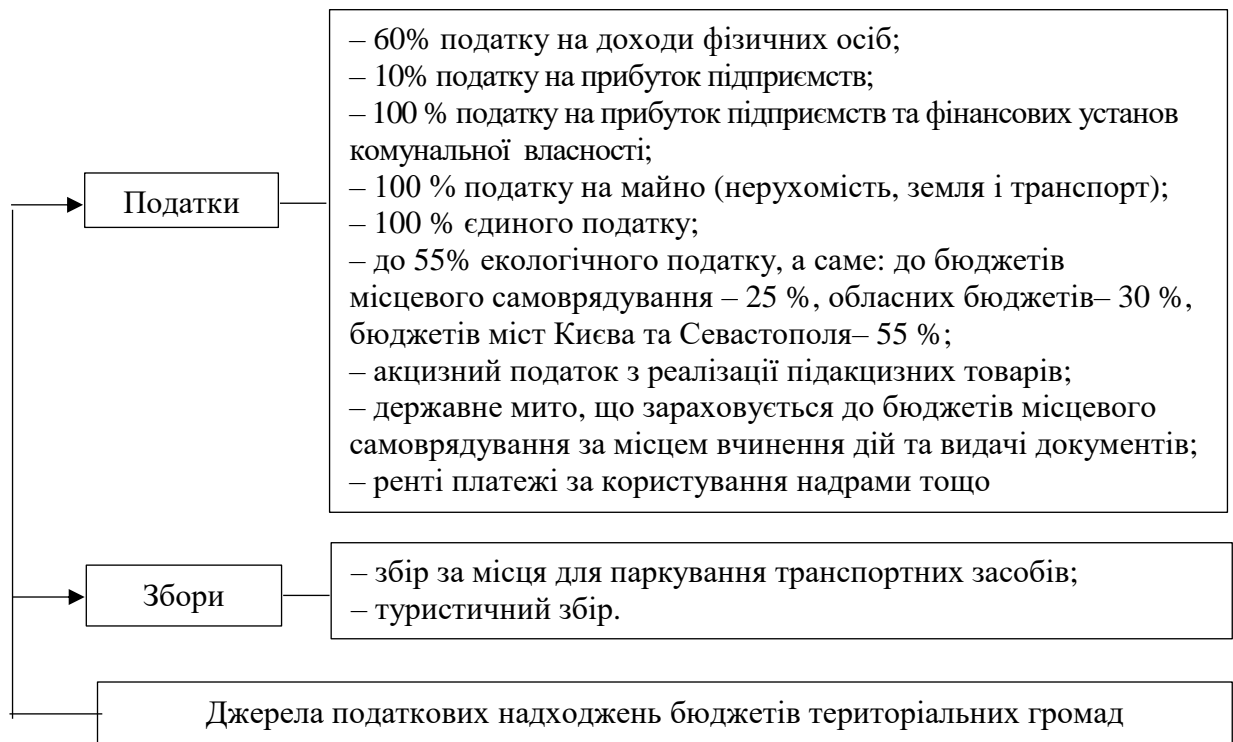 – 60% податку на доходи фізичних осіб;
– 10% податку на прибуток підприємств;
– 100 % податку на прибуток підприємств та фінансових установ
комунальної власності;
– 100 % податку на майно (нерухомість, земля і транспорт);
– 100 % єдиного податку;
– до 55% екологічного податку, а саме: до бюджетів
місцевого самоврядування – 25 %, обласних бюджетів– 30 %,
бюджетів міст Києва та Севастополя– 55 %;
– акцизний податок з реалізації підакцизних товарів;
– державне мито, що зараховується до бюджетів місцевого
самоврядування за місцем вчинення дій та видачі документів;
– ренті платежі за користування надрами тощо
Податки
– збір за місця для паркування транспортних засобів;
– туристичний збір.
Збори
Джерела податкових надходжень бюджетів територіальних громад